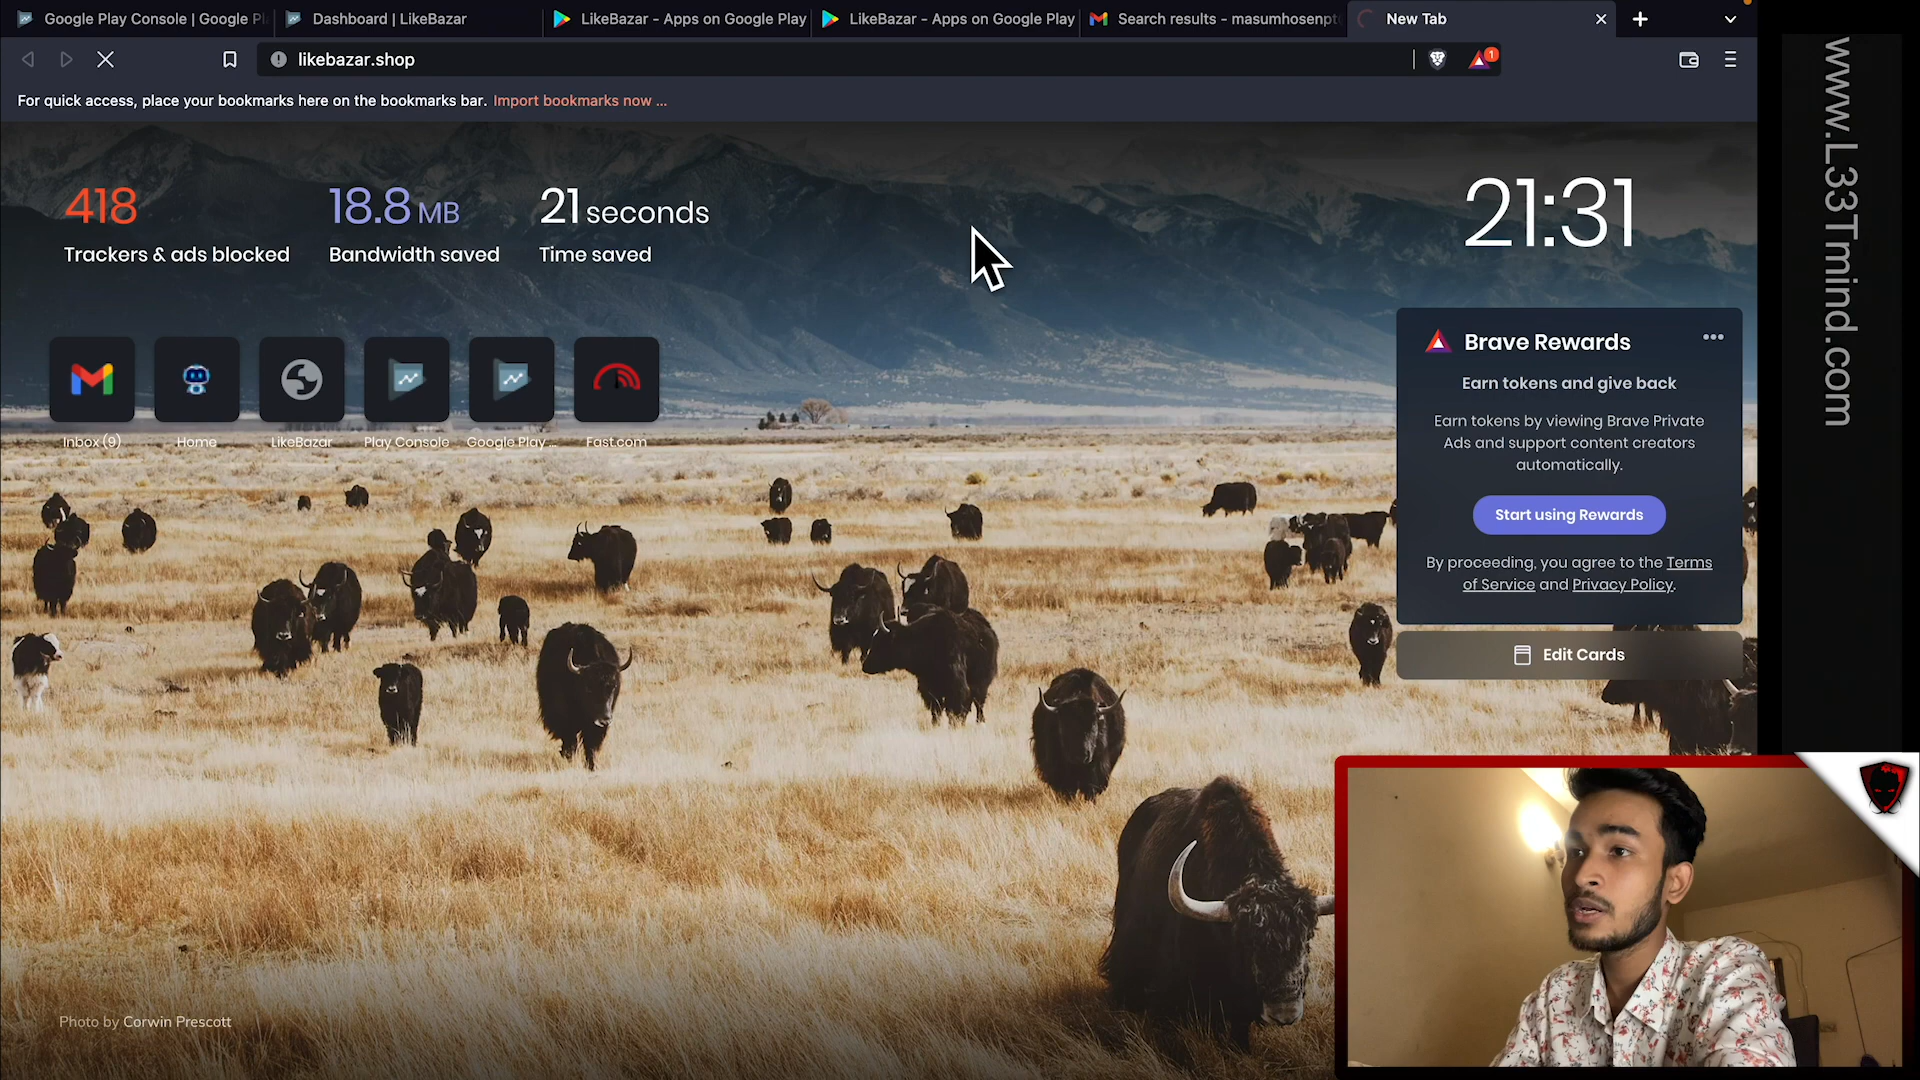 Google Play Console | Google Pl
Dashboard | LikeBazar
LikeBazar - Apps on Google Play
LikeBazar - Apps on Google Play
Search results - masumhosenpt
New Tab
likebazar.shop
1
For quick access, place your bookmarks here on the bookmarks bar. Import bookmarks now ...
418
Trackers & ads blocked
18.8 MB
Bandwidth saved
21 seconds
Time saved
21:31
Inbox (9)
Home
LikeBazar
Play Console
Google Play ...
Fast.com
Brave Rewards
Earn tokens and give back
Earn tokens by viewing Brave Private
Ads and support content creators
automatically.
Start using Rewards
By proceeding, you agree to the Terms
of Service and Privacy Policy.
Edit Cards
Photo by Corwin Prescott
www.L33Tmind.com